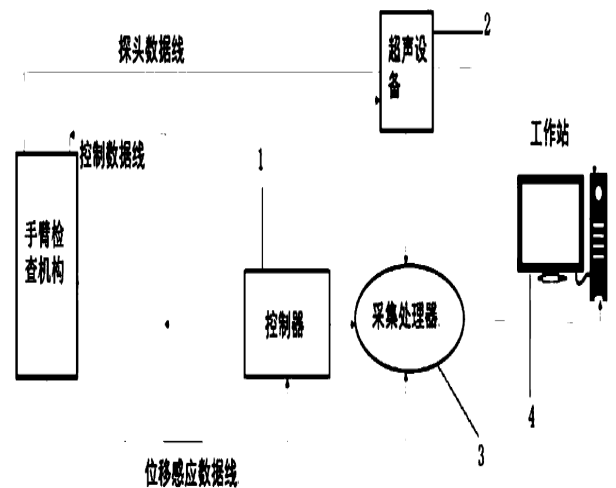 探头数据线
超声设
备
2
工作站
控制数据线
1
手臂检
查机构
控制器
采集处理器
4
3
位移感应数据线